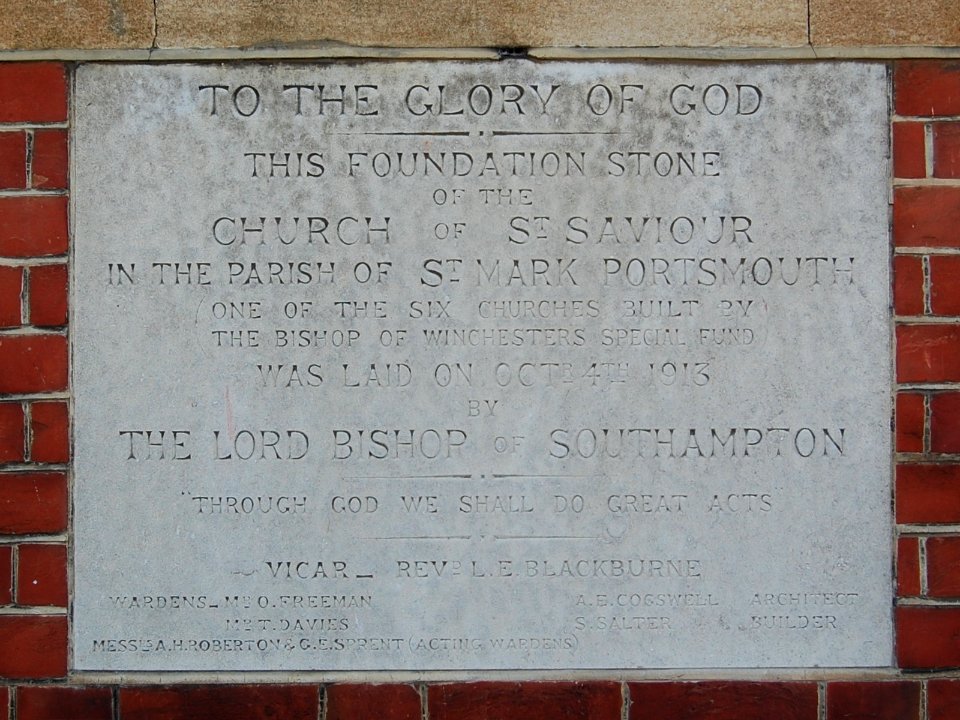 TO THE GLORY OF GOD
THIS FOUNDATION STONE
OF THE
CHURCH OF ST SAVIOUR
IN THE PARISH OF ST MARK PORTSMOUTH
(ONE OF THE SIX CHURCHES BUILT BY)
(THE BISHOP OF WINCHESTERS SPECIAL FUND)
WAS LAID ON OCTR 4TH 1913
BY
THE LORD BISHOP OF SOUTHAMPTON
"THROUGH GOD WE SHALL DO GREAT ACTS"
VICAR_ REVD L.E. BLACKBURNE
WARDENS_ MR O. FREEMAN A.E. COGSWELL ARCHITECT
MR T. DAVIES S. SALTER BUILDER
MESSRS A.H. ROBERTON & G.E. SPRENT (ACTING WARDENS)